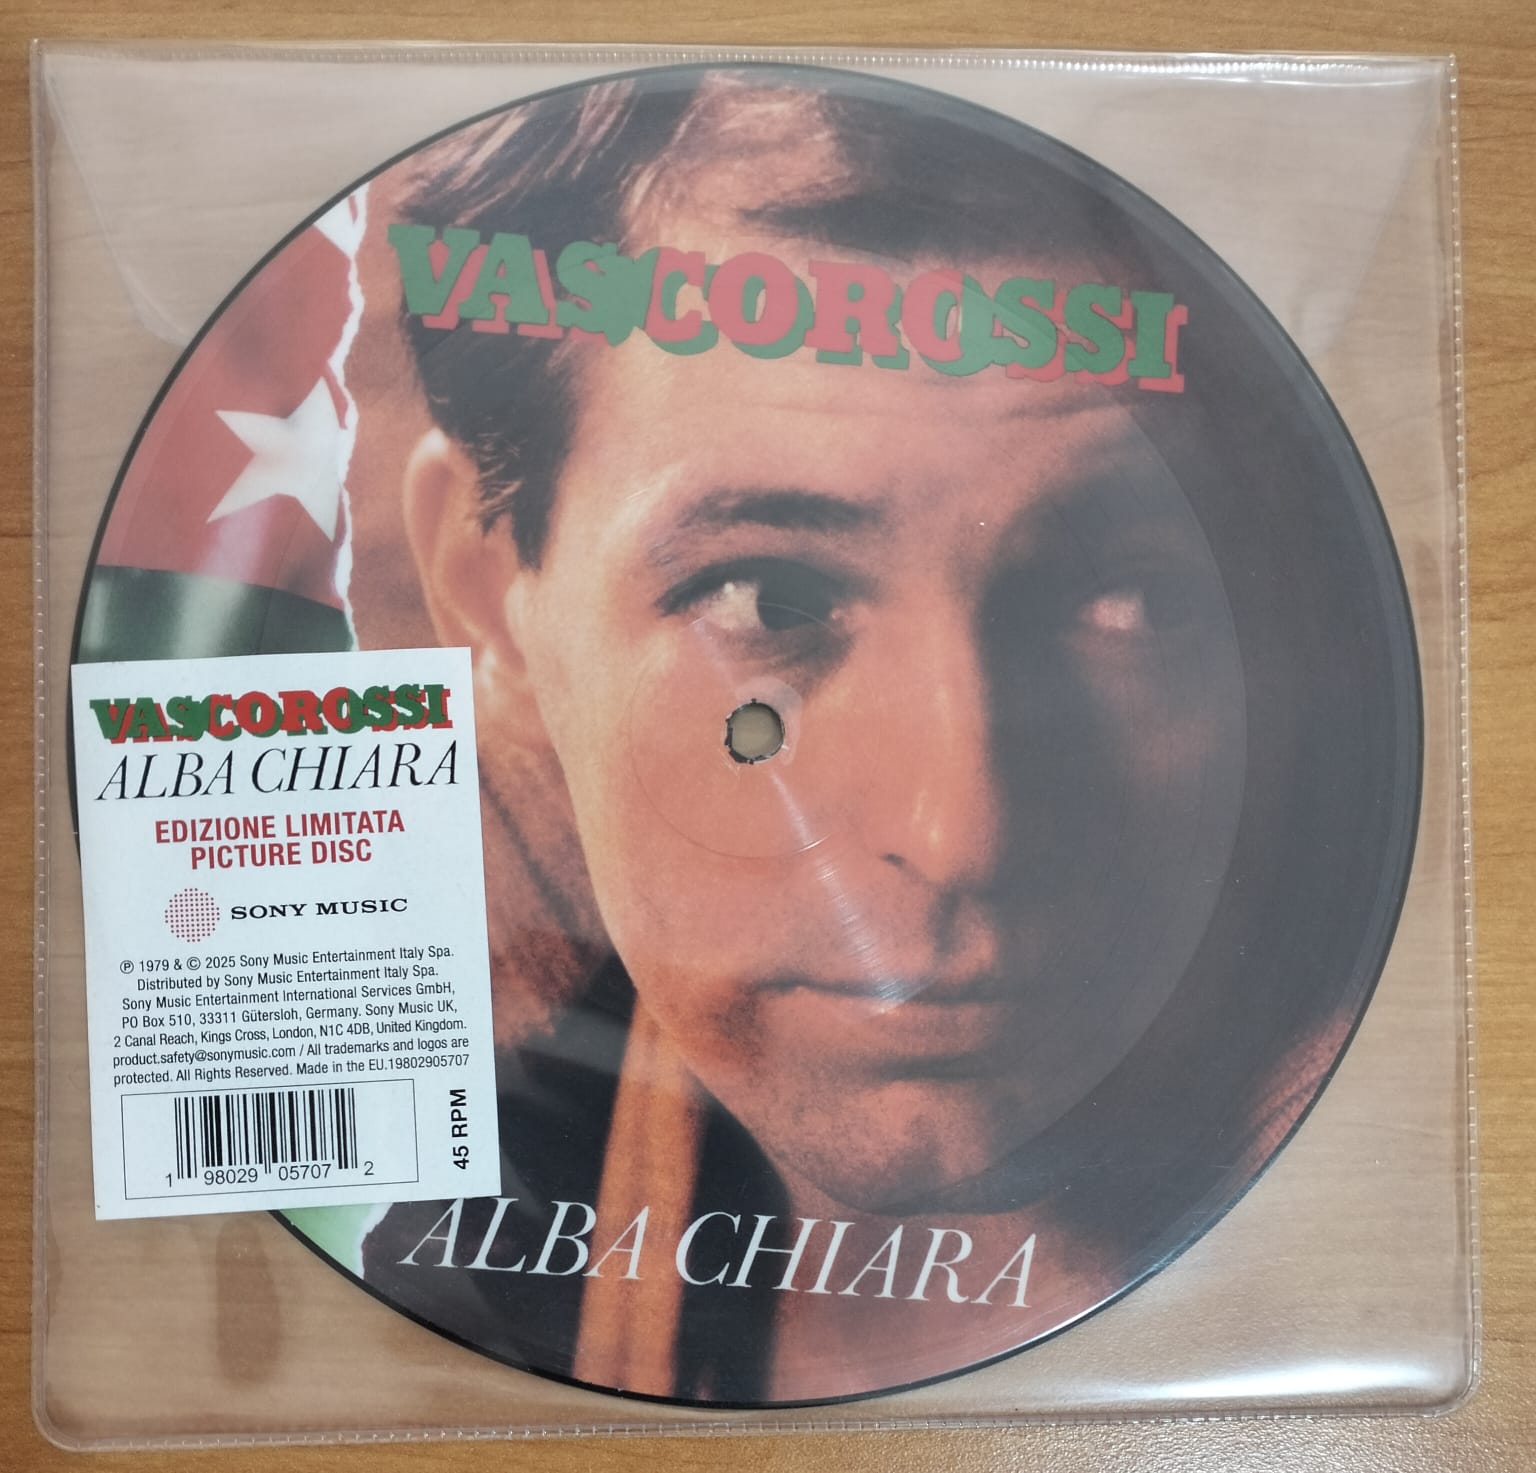 VASCOROSSI
VASCOROSSI
ALBA CHIARA
EDIZIONE LIMITATA
PICTURE DISC
SONY MUSIC
℗ 1979 & © 2025 Sony Music Entertainment Italy Spa.
Distributed by Sony Music Entertainment Italy Spa.
Sony Music Entertainment International Services GmbH,
PO Box 510, 33311 Gütersloh, Germany. Sony Music UK,
2 Canal Reach, Kings Cross, London, N1C 4DB, United Kingdom.
product.safety@sonymusic.com / All trademarks and logos are
protected. All Rights Reserved. Made in the EU.19802905707
45 RPM
1 98029 05707 2
ALBA CHIARA